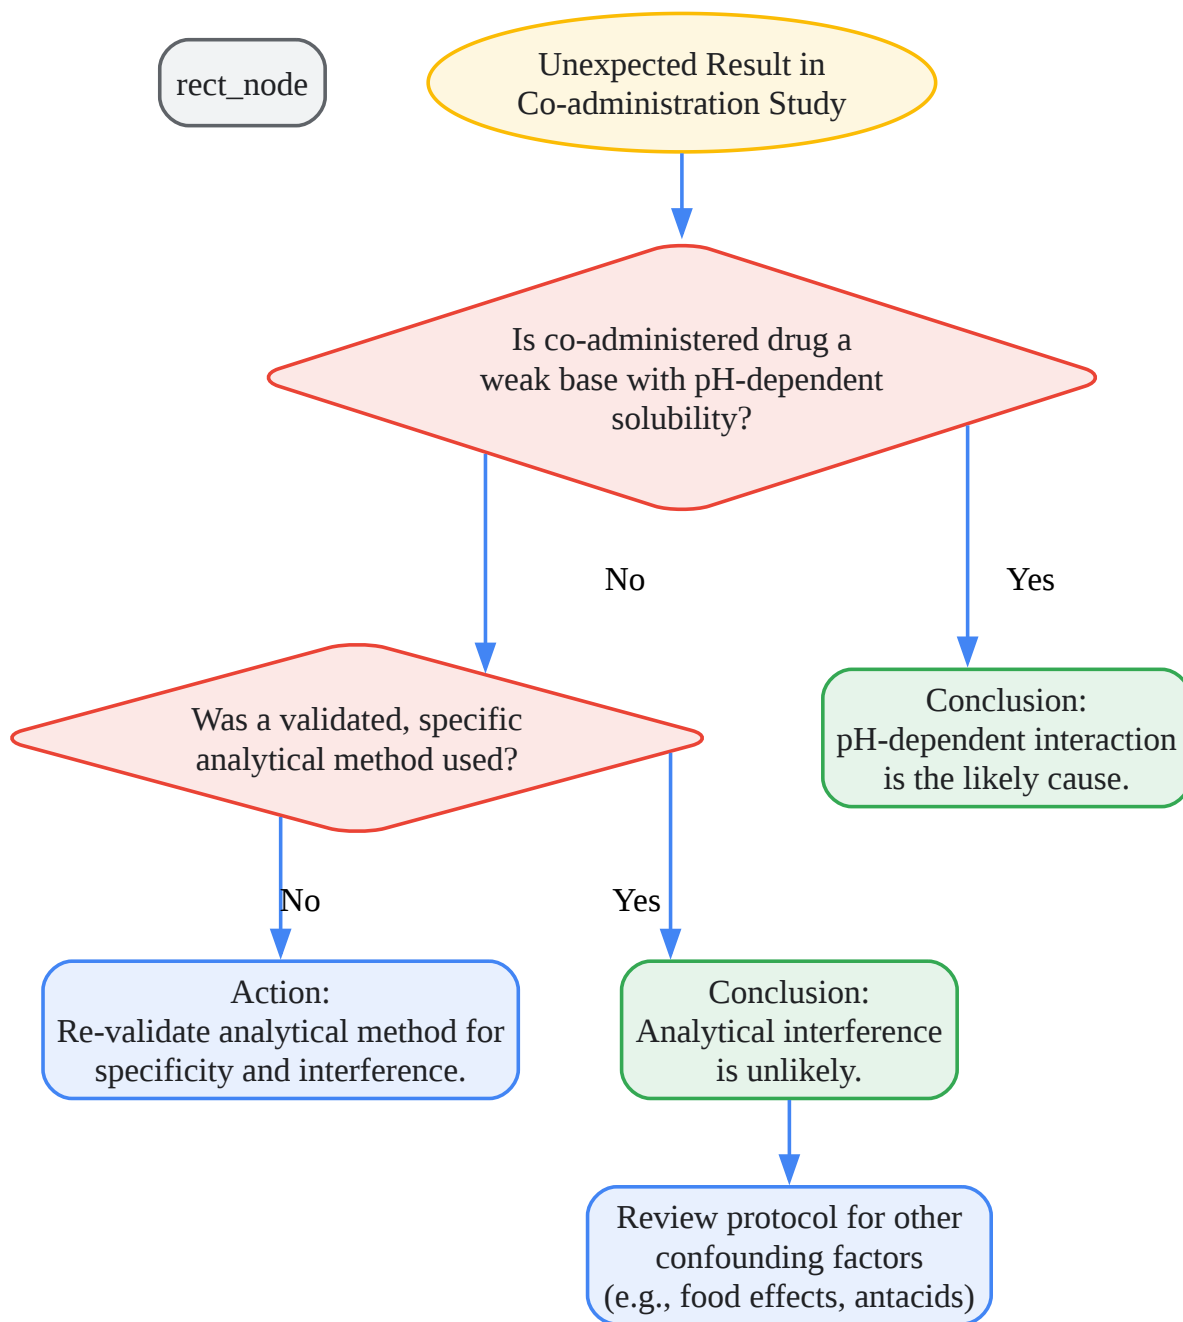 rect_node
Unexpected Result in
Co-administration Study
Is co-administered drug a
weak base with pH-dependent
solubility?
No
Yes
Was a validated, specific
analytical method used?
Conclusion:
pH-dependent interaction
is the likely cause.
No
Yes
Action:
Re-validate analytical method for
specificity and interference.
Conclusion:
Analytical interference
is unlikely.
Review protocol for other
confounding factors
(e.g., food effects, antacids)